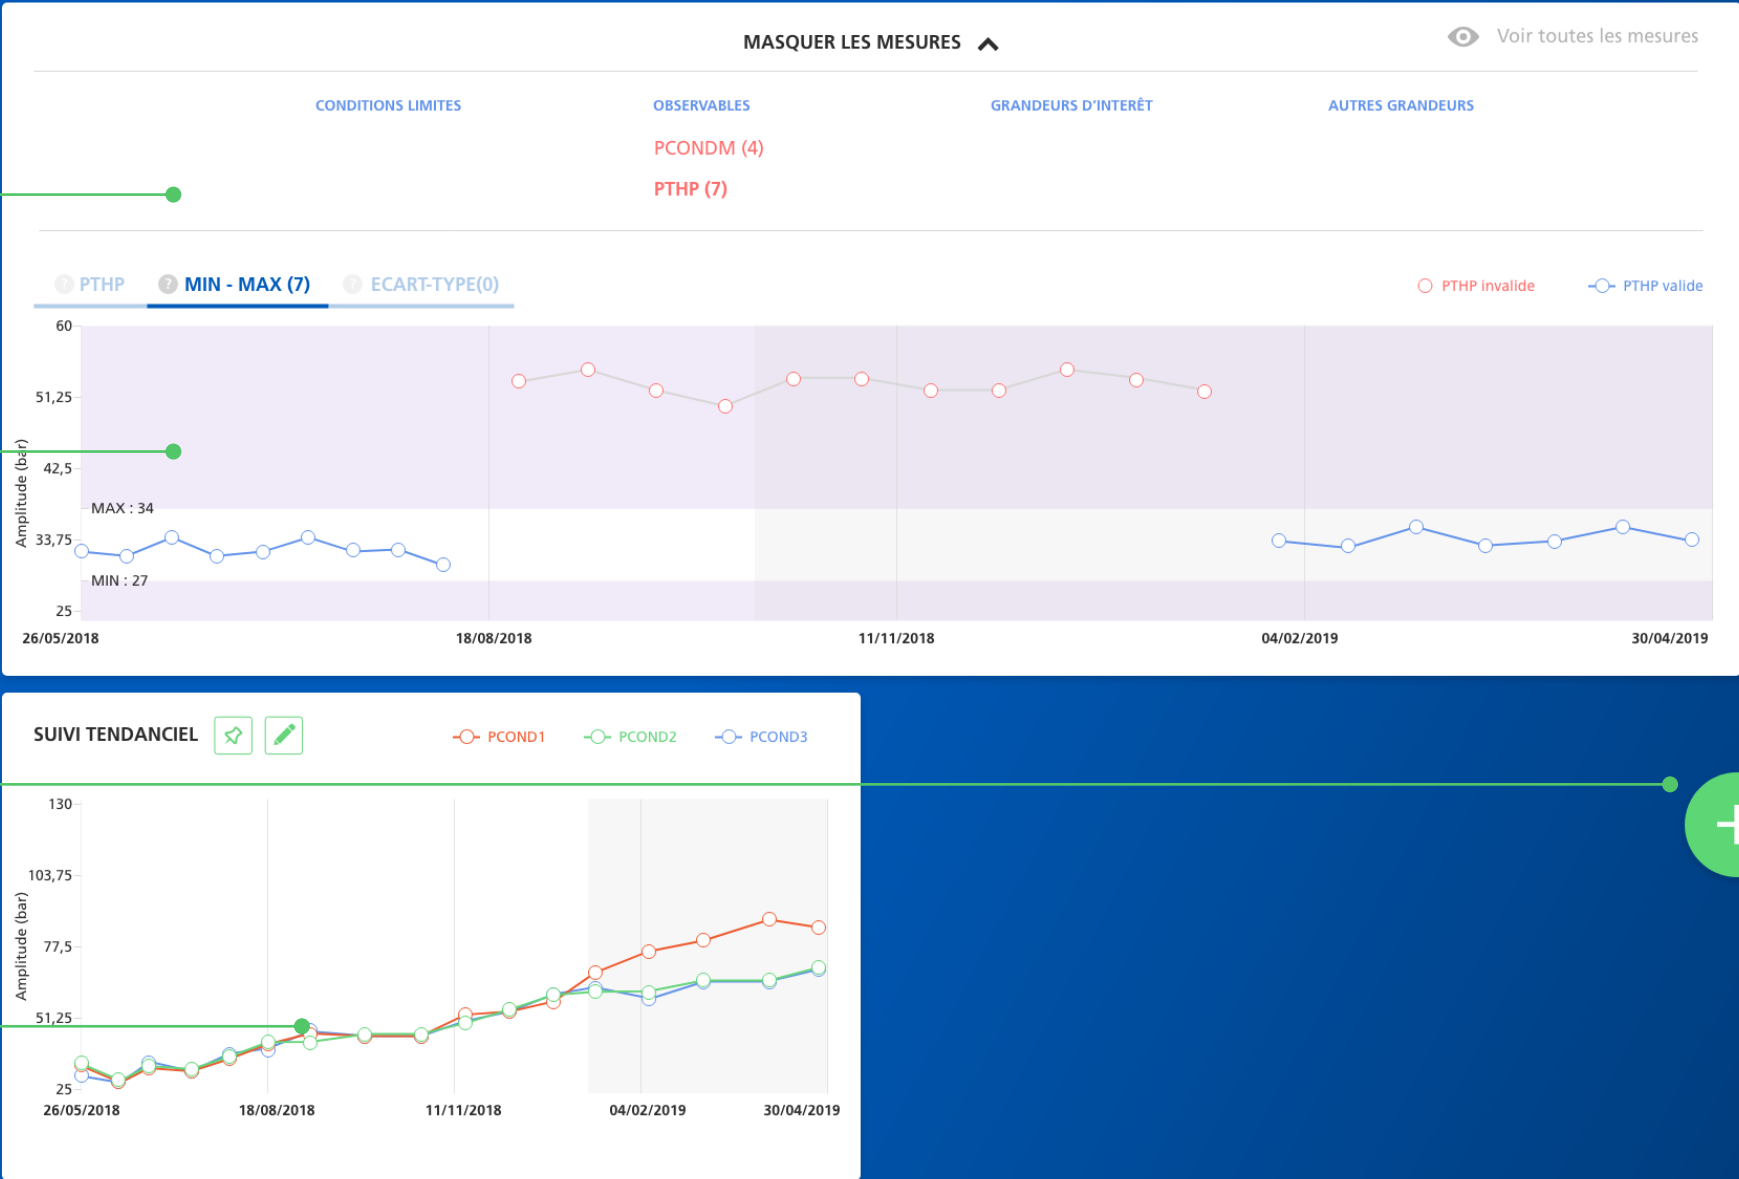 MASQUER LES MESURES
Voir toutes les mesures
CONDITIONS LIMITES
OBSERVABLES
GRANDEURS D'INTERÊT
AUTRES GRANDEURS
PCONDM (4)
PTHP (7)
? PTHP
? MIN - MAX (7)
? ECART-TYPE(0)
PTHP invalide
PTHP valide
Amplitude (bar)
60
51,25
42,5
MAX : 34
33,75
MIN : 27
25
26/05/2018
18/08/2018
11/11/2018
04/02/2019
30/04/2019
SUIVI TENDANCIEL
PCOND1
PCOND2
PCOND3
Amplitude (bar)
130
103,75
77,5
51,25
25
26/05/2018
18/08/2018
11/11/2018
04/02/2019
30/04/2019